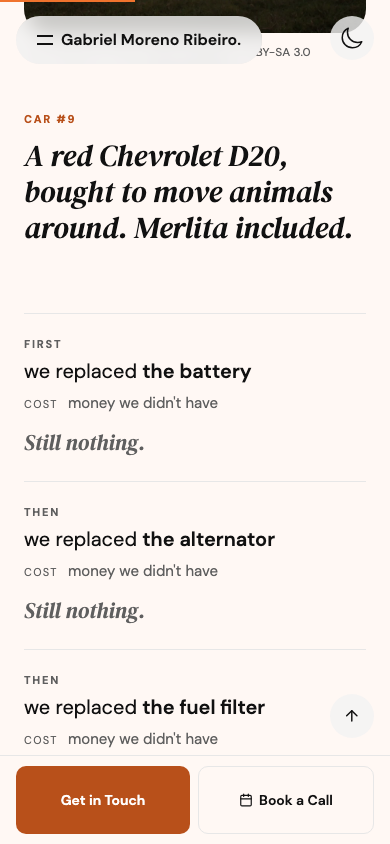 Gabriel Moreno Ribeiro.
BY-SA 3.0
CAR #9
A red Chevrolet D20,
bought to move animals
around. Merlita included.
FIRST
we replaced the battery
COST money we didn't have
Still nothing.
THEN
we replaced the alternator
COST money we didn't have
Still nothing.
THEN
we replaced the fuel filter
COST money we didn't have
Get in Touch
Book a Call